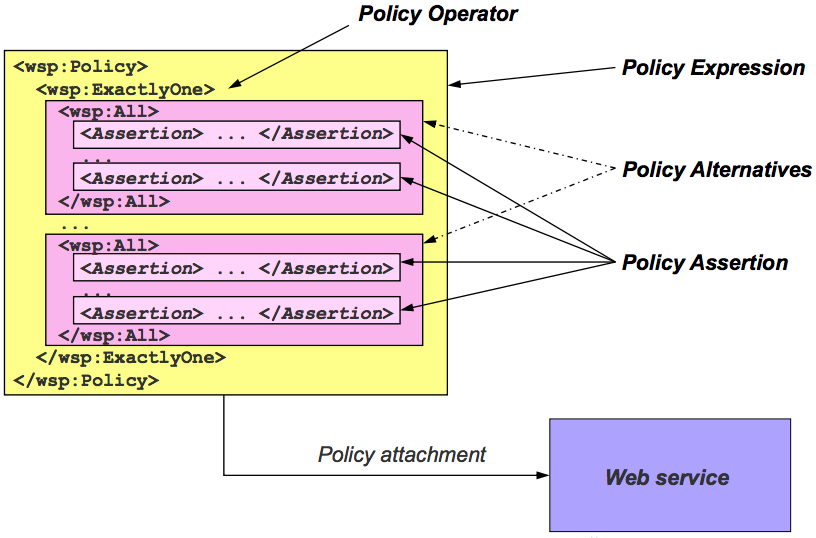 Policy Operator
<wsp:Policy>
Policy Expression
<wsp:ExactlyOne>
<wsp:All>
<Assertion> ... </Assertion>
...
Policy Alternatives
<Assertion> ... </Assertion>
</wsp:All>
...
<wsp:All>
Policy Assertion
<Assertion> ... </Assertion>
...
<Assertion> ... </Assertion>
</wsp:All>
</wsp:ExactlyOne>
</wsp:Policy>
Policy attachment
Web service